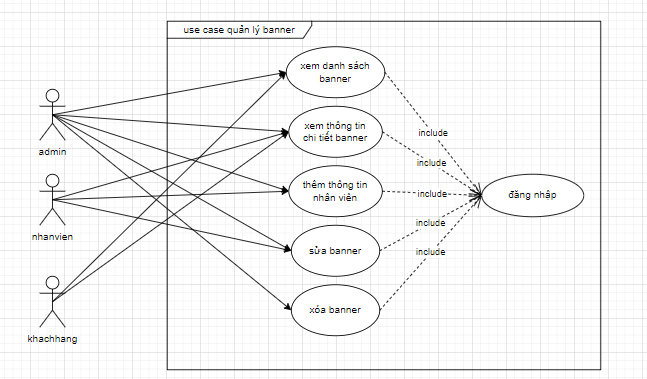 use case quản lý banner
xem danh sách
banner
xem thông tin
chi tiết banner
thêm thông tin
nhân viên
sửa banner
xóa banner
include
include
include
include
include
đăng nhập
admin
nhanvien
khachhang